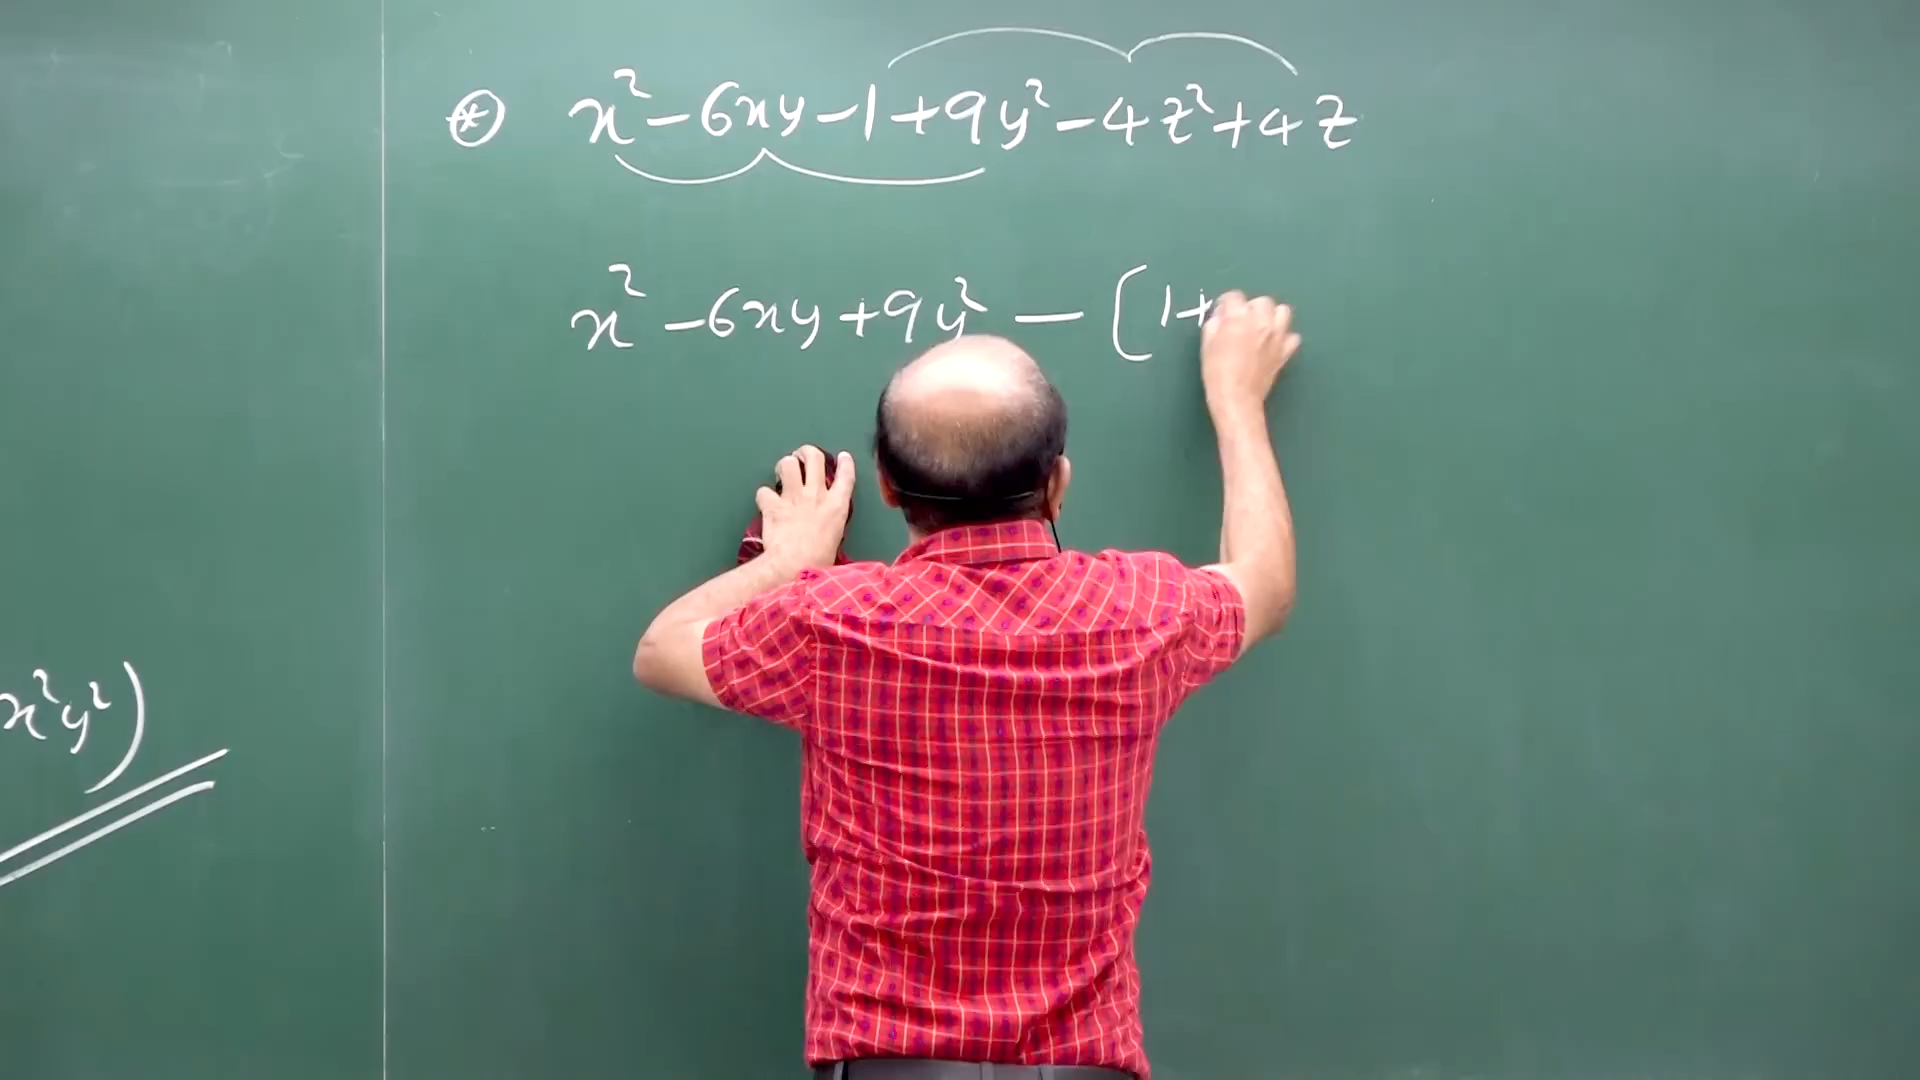 ⊛ x² - 6xy - 1 + 9y² - 4z² + 4z
x² - 6xy + 9y² - [1+
x²y²)